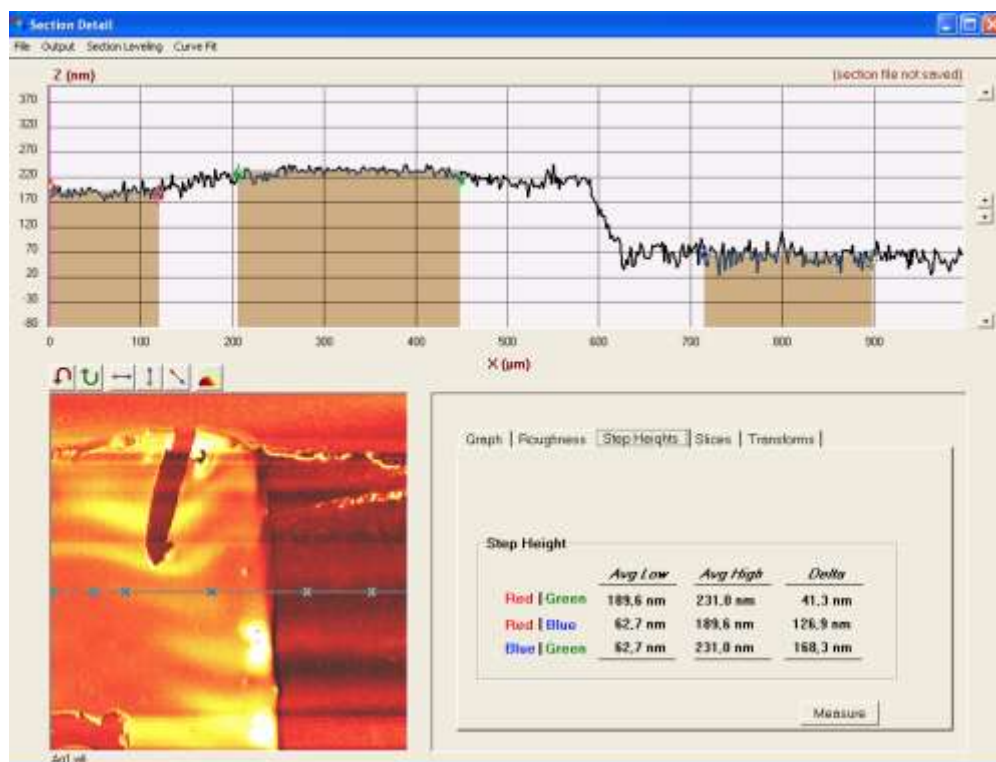 Section Detail
File Output Section Leveling Curve Fit
Z (nm) (section file not saved)
370
320
270
220
170
120
70
20
-30
-80
0 100 200 300 400 500 600 700 800 900
X (µm)
Graph | Roughness | Step Heights | Slices | Transforms |
Step Height
Avg Low Avg High Delta
Red | Green 189,6 nm 231,0 nm 41,3 nm
Red | Blue 62,7 nm 189,6 nm 126,9 nm
Blue | Green 62,7 nm 231,0 nm 168,3 nm
Measure